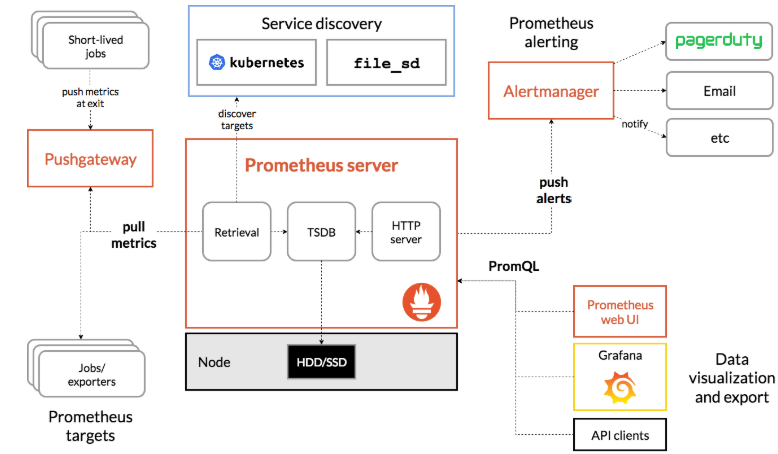 Short-lived
jobs
push metrics
at exit
Pushgateway
Service discovery
kubernetes
file_sd
discover
targets
Prometheus
alerting
Alertmanager
pagerduty
Email
etc
notify
Prometheus server
Retrieval
TSDB
HTTP
server
pull
metrics
push
alerts
PromQL
Node
HDD/SSD
Jobs/
exporters
Prometheus
targets
Prometheus
web UI
Grafana
API clients
Data
visualization
and export